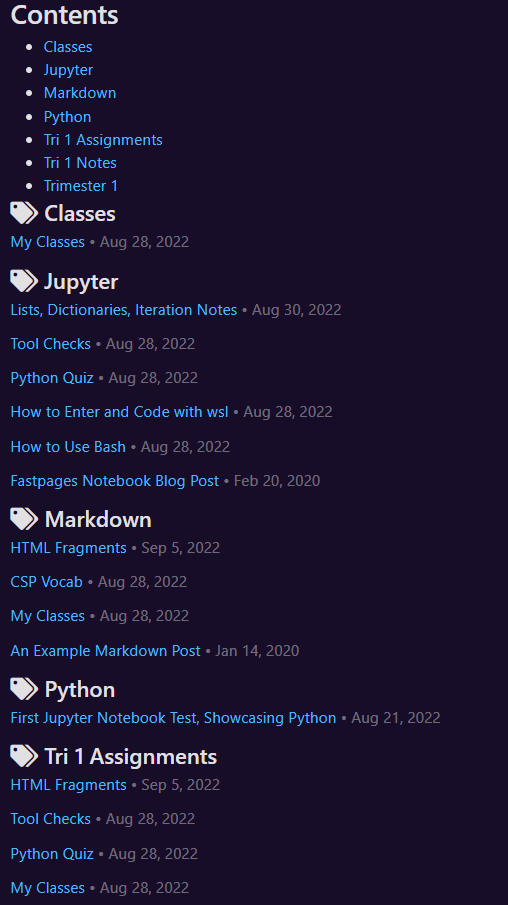 Contents
Classes
Jupyter
Markdown
Python
Tri 1 Assignments
Tri 1 Notes
Trimester 1
Classes
My Classes • Aug 28, 2022
Jupyter
Lists, Dictionaries, Iteration Notes • Aug 30, 2022
Tool Checks • Aug 28, 2022
Python Quiz • Aug 28, 2022
How to Enter and Code with wsl • Aug 28, 2022
How to Use Bash • Aug 28, 2022
Fastpages Notebook Blog Post • Feb 20, 2020
Markdown
HTML Fragments • Sep 5, 2022
CSP Vocab • Aug 28, 2022
My Classes • Aug 28, 2022
An Example Markdown Post • Jan 14, 2020
Python
First Jupyter Notebook Test, Showcasing Python • Aug 21, 2022
Tri 1 Assignments
HTML Fragments • Sep 5, 2022
Tool Checks • Aug 28, 2022
Python Quiz • Aug 28, 2022
My Classes • Aug 28, 2022